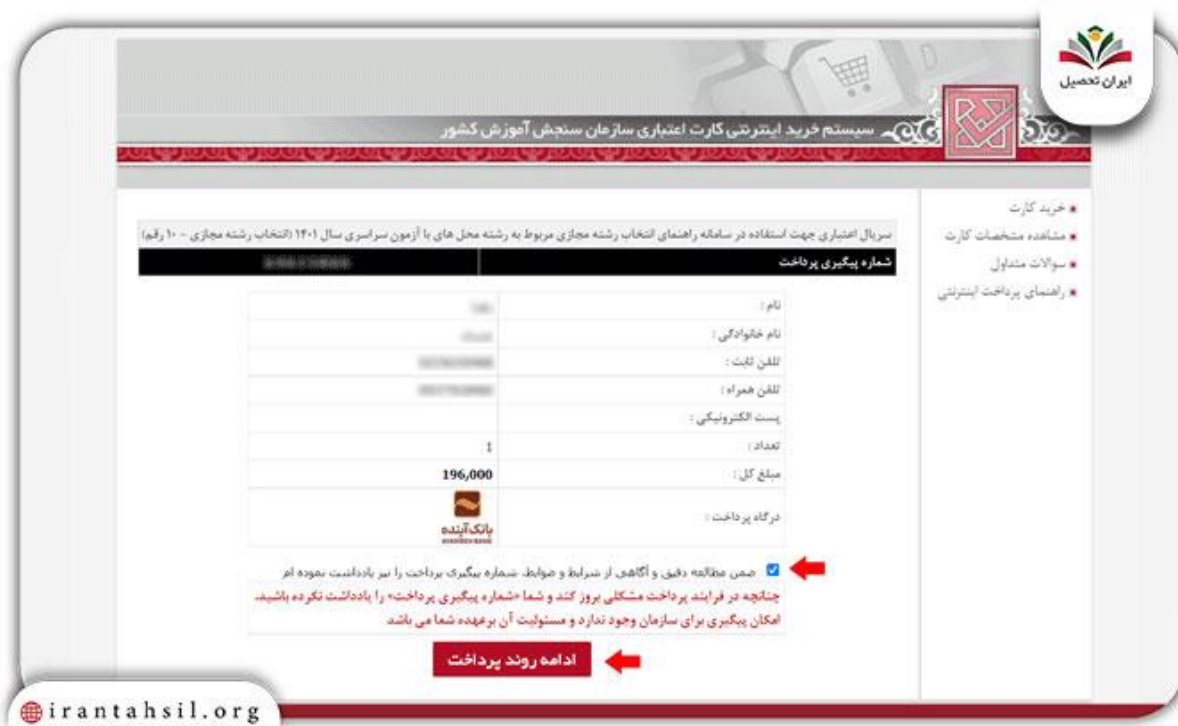 ایران تحصیل
سیستم خرید اینترنتی کارت اعتباری سازمان سنجش آموزش کشور
خرید کارت
مشاهده مشخصات کارت
سوالات متداول
راهنمای پرداخت اینترنتی
سریال اعتباری جهت استفاده در سامانه راهنمای انتخاب رشته مجازی مربوط به رشته محل های با آزمون سراسری سال ۱۴۰۱ (انتخاب رشته مجازی - ۱۰ رقم)
شماره پیگیری پرداخت
نام :
نام خانوادگی :
تلفن ثابت :
تلفن همراه :
پست الکترونیکی :
تعداد : 1
مبلغ کل : 196,000
درگاه پرداخت : بانک آینده
ضمن مطالعه دقیق و آگاهی از شرایط و ضوابط، شماره پیگیری پرداخت را نیز یادداشت نموده ام
چنانچه در فرایند پرداخت مشکلی بروز کند و شما «شماره پیگیری پرداخت» را یادداشت نکرده باشید،
امکان پیگیری برای سازمان وجود ندارد و مسئولیت آن برعهده شما می باشد
ادامه روند پرداخت
irantahsil.org